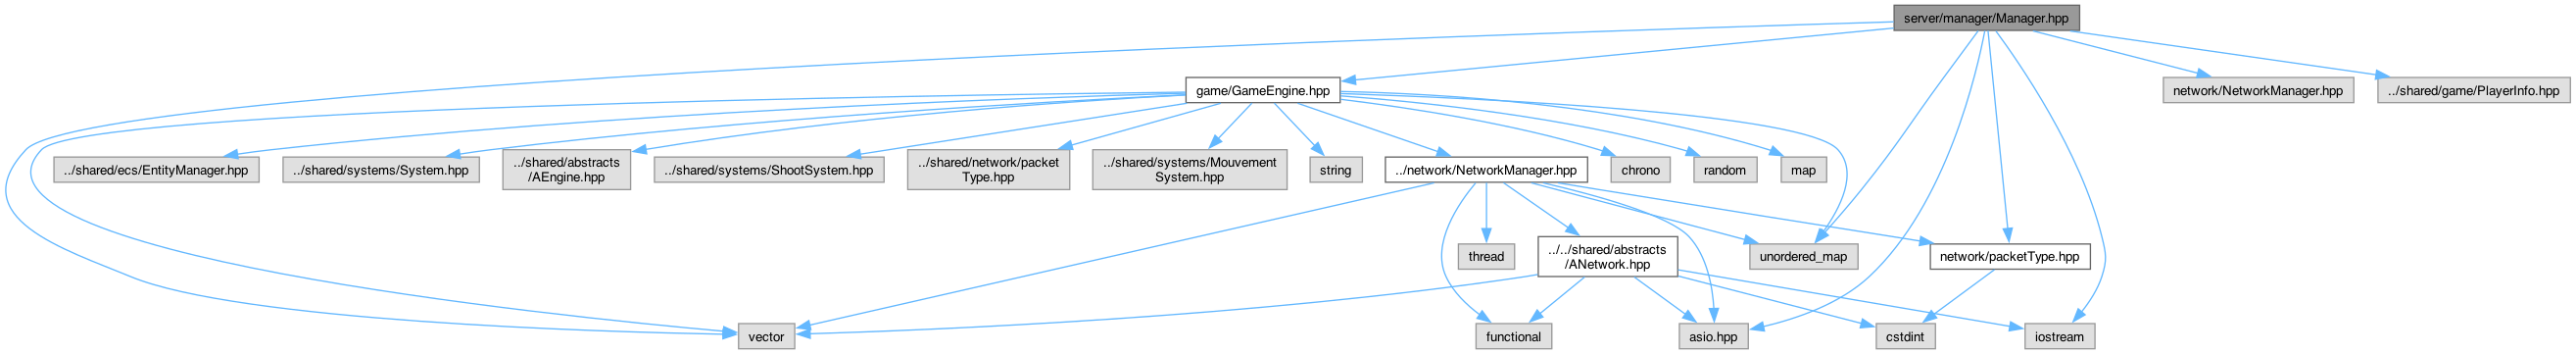 server/manager/Manager.hpp
game/GameEngine.hpp
network/NetworkManager.hpp
../shared/game/PlayerInfo.hpp
../shared/ecs/EntityManager.hpp
../shared/systems/System.hpp
../shared/abstracts
/AEngine.hpp
../shared/systems/ShootSystem.hpp
../shared/network/packet
Type.hpp
../shared/systems/Mouvement
System.hpp
string
../network/NetworkManager.hpp
chrono
random
map
thread
../../shared/abstracts
/ANetwork.hpp
unordered_map
network/packetType.hpp
vector
functional
asio.hpp
cstdint
iostream